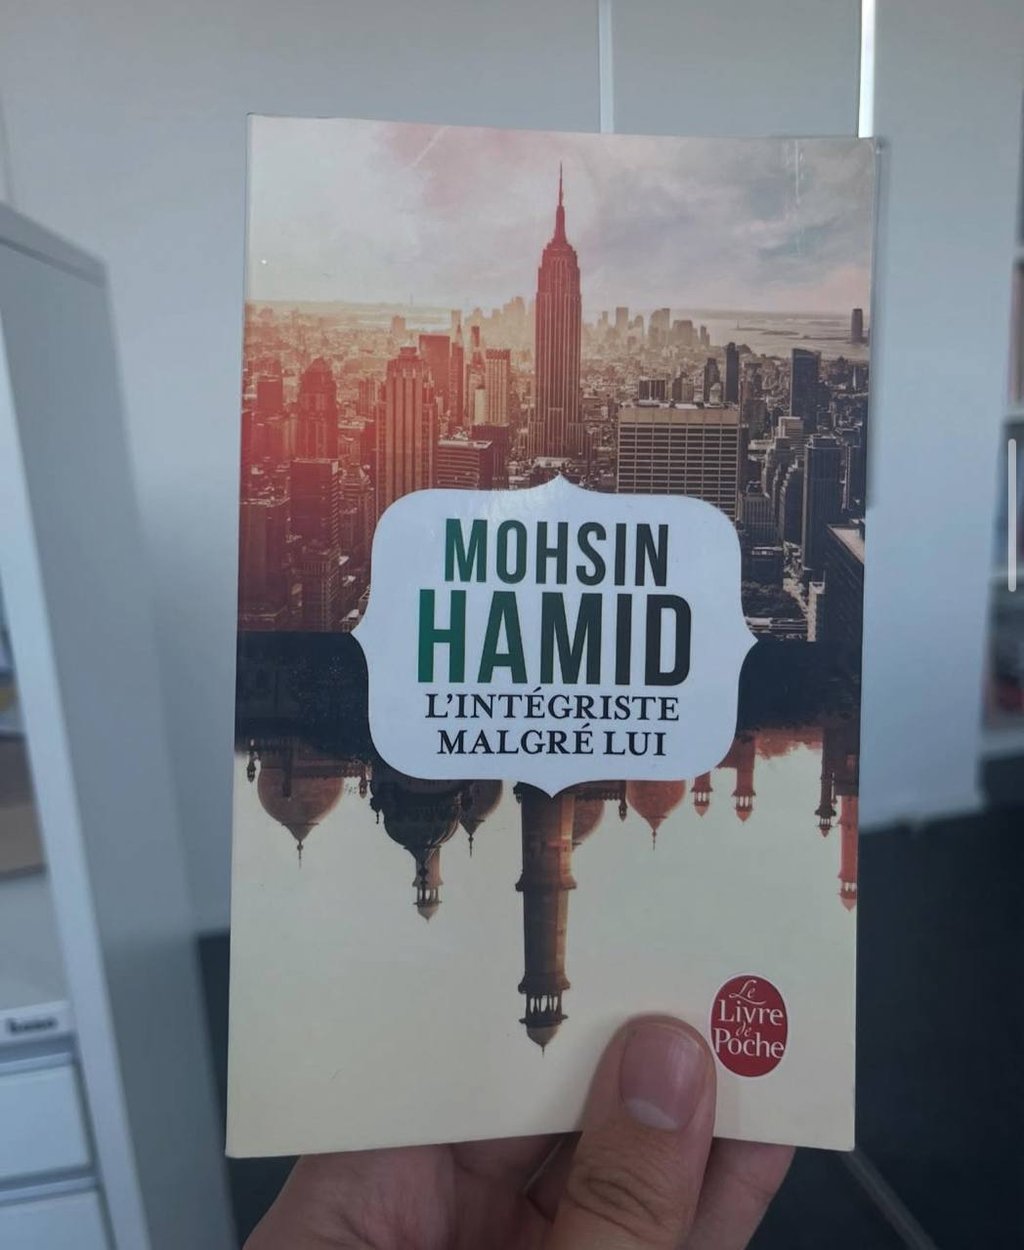 MOHSIN
HAMID
L'INTÉGRISTE
MALGRÉ LUI
Le
Livre
de
Poche